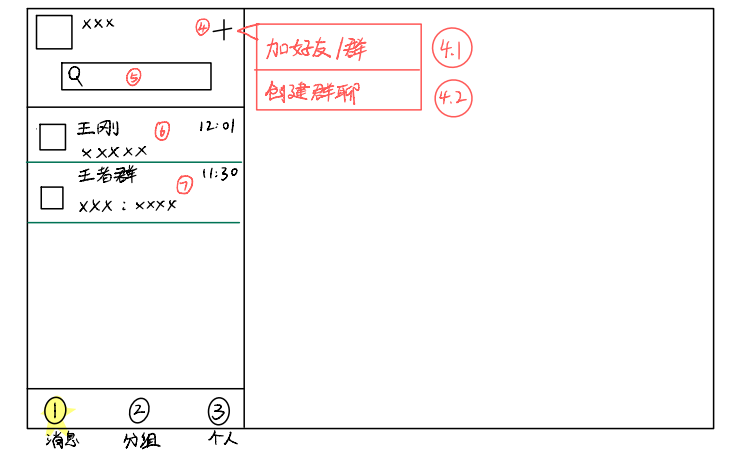 xxx
④ +
加好友/群
4.1
Q
⑤
创建群聊
4.2
王刚
⑥
12:01
xxxxx
王者群
⑦
11:30
xxx:xxxx
① ② ③
消息 分组 个人